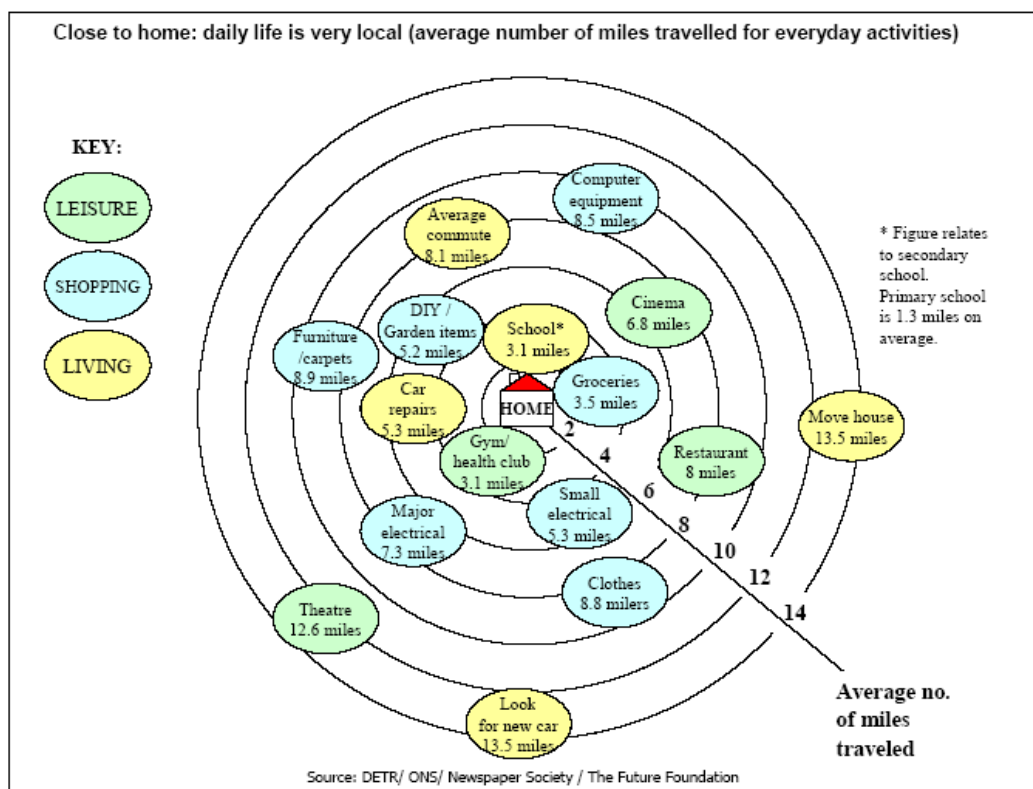 Close to home: daily life is very local (average number of miles travelled for everyday activities)
KEY:
LEISURE
SHOPPING
LIVING
Computer
equipment
8.5 miles
Average
commute
8.1 miles
* Figure relates
to secondary
school.
Primary school
is 1.3 miles on
average.
Cinema
6.8 miles
DIY /
Garden items
5.2 miles
School*
3.1 miles
Furniture
/carpets
8.9 miles
Groceries
3.5 miles
Car
repairs
5.3 miles
HOME
Move house
13.5 miles
Gym/
health club
3.1 miles
Restaurant
8 miles
Small
electrical
5.3 miles
Major
electrical
7.3 miles
Clothes
8.8 milers
Theatre
12.6 miles
Look
for new car
13.5 miles
2
4
6
8
10
12
14
Average no.
of miles
traveled
Source: DETR/ ONS/ Newspaper Society / The Future Foundation